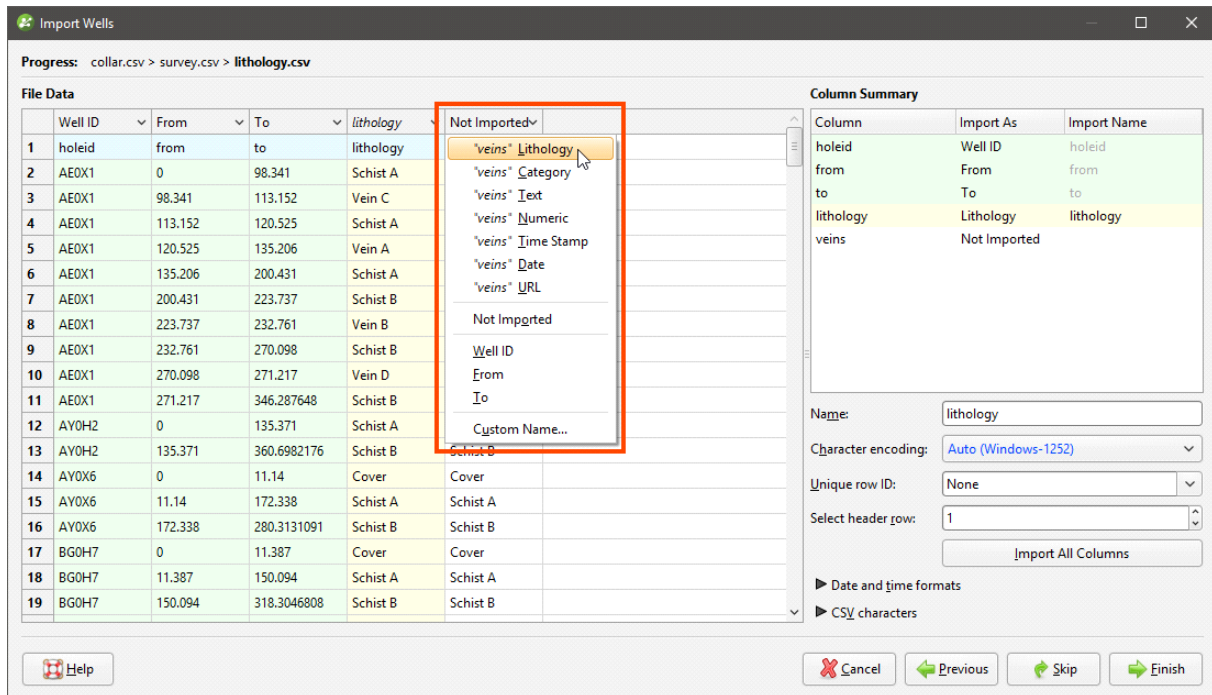 Import Wells
Progress: collar.csv > survey.csv > lithology.csv
File Data
Well ID From To lithology Not Imported
1 holeid from to lithology
2 AE0X1 0 98.341 Schist A
3 AE0X1 98.341 113.152 Vein C
4 AE0X1 113.152 120.525 Schist A
5 AE0X1 120.525 135.206 Vein A
6 AE0X1 135.206 200.431 Schist A
7 AE0X1 200.431 223.737 Schist B
8 AE0X1 223.737 232.761 Vein B
9 AE0X1 232.761 270.098 Schist B
10 AE0X1 270.098 271.217 Vein D
11 AE0X1 271.217 346.287648 Schist B
12 AY0H2 0 135.371 Schist A
13 AY0H2 135.371 360.6982176 Schist B Schist B
14 AY0X6 0 11.14 Cover Cover
15 AY0X6 11.14 172.338 Schist A Schist A
16 AY0X6 172.338 280.3131091 Schist B Schist B
17 BG0H7 0 11.387 Cover Cover
18 BG0H7 11.387 150.094 Schist A Schist A
19 BG0H7 150.094 318.3046808 Schist B Schist B
"veins" Lithology
"veins" Category
"veins" Text
"veins" Numeric
"veins" Time Stamp
"veins" Date
"veins" URL
Not Imported
Well ID
From
To
Custom Name...
Column Summary
Column Import As Import Name
holeid Well ID holeid
from From from
to To to
lithology Lithology lithology
veins Not Imported
Name: lithology
Character encoding: Auto (Windows-1252)
Unique row ID: None
Select header row: 1
Import All Columns
Date and time formats
CSV characters
Help
Cancel
Previous
Skip
Finish